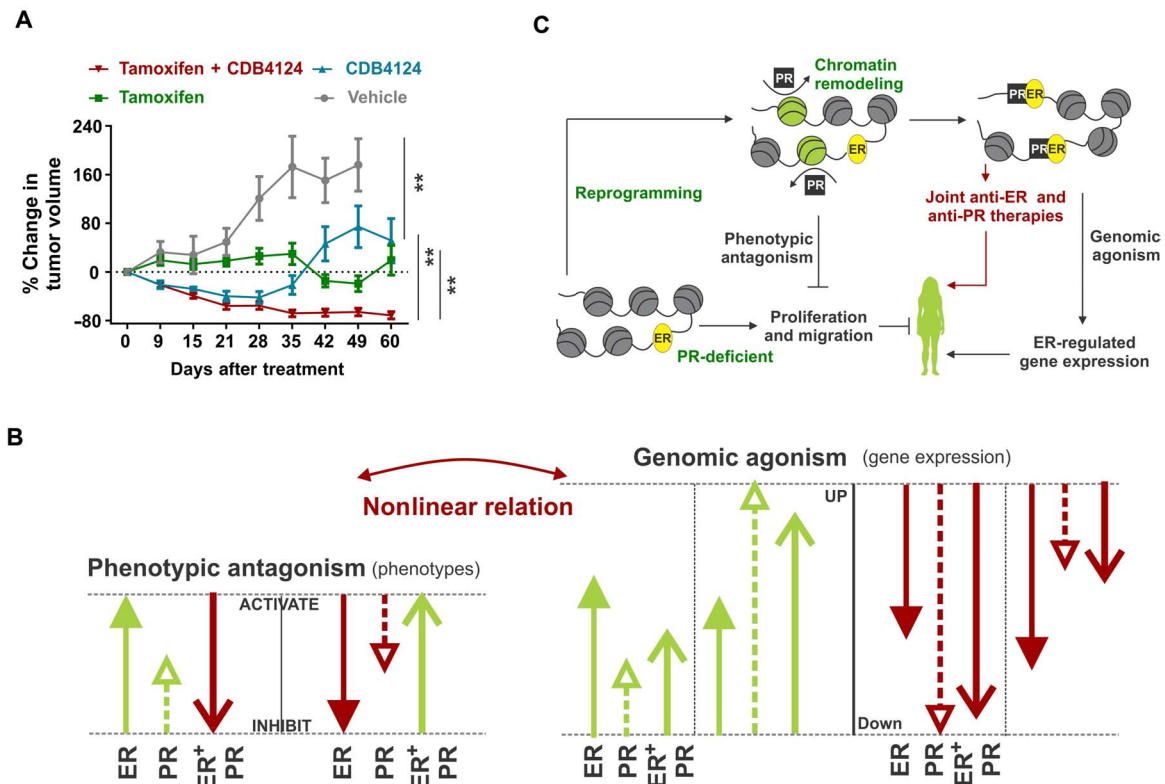 A
Tamoxifen + CDB4124
CDB4124
Tamoxifen
Vehicle
% Change in
tumor volume
240
160
80
0
−80
0 9 15 21 28 35 42 49 60
Days after treatment
**
**
**
C
PR
Chromatin
remodeling
ER
PR
PR ER
PR ER
Reprogramming
Joint anti-ER and
anti-PR therapies
Phenotypic
antagonism
Genomic
agonism
ER
PR-deficient
Proliferation
and migration
ER-regulated
gene expression
B
Nonlinear relation
Genomic agonism (gene expression)
UP
Down
Phenotypic antagonism (phenotypes)
ACTIVATE
INHIBIT
ER
PR
ER+
PR
ER
PR
ER+
PR
ER
PR
ER+
PR
ER
PR
ER+
PR